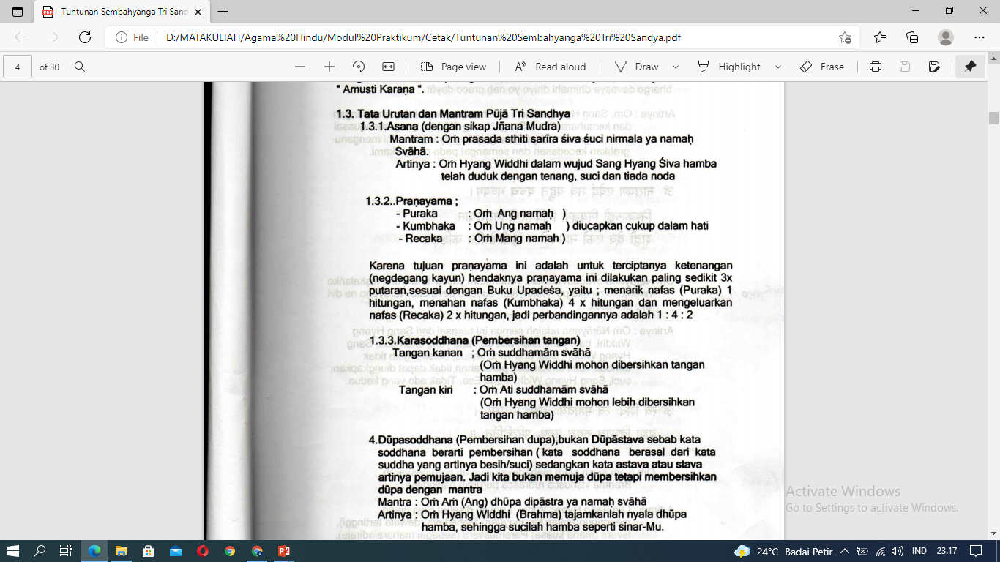 Tuntunan Sembahyanga Tri Sand
File
D:/MATAKULIAH/Agama%20Hindu/Modul%20Praktikum/Cetak/Tuntunan%20Sembahyanga%20Tri%20Sandya.pdf
4 of 30
Page view
Read aloud
Draw
Highlight
Erase
“ Amusti Karaṇa “.
1.3. Tata Urutan dan Mantram Pūjā Tri Sandhya
1.3.1.Asana (dengan sikap Jñana Mudra)
Mantram : Oṁ prasada sthiti sarīra śiva śuci nirmala ya namaḥ
Svāhā.
Artinya : Oṁ Hyang Widdhi dalam wujud Sang Hyang Śiva hamba
telah duduk dengan tenang, suci dan tiada noda
1.3.2..Praṇayama ;
- Puraka : Oṁ Ang namaḥ )
- Kumbhaka : Oṁ Ung namaḥ ) diucapkan cukup dalam hati
- Recaka : Oṁ Mang namah )
Karena tujuan praṇayama ini adalah untuk terciptanya ketenangan
(negdegang kayun) hendaknya praṇayama ini dilakukan paling sedikit 3x
putaran,sesuai dengan Buku Upadeśa, yaitu ; menarik nafas (Puraka) 1
hitungan, menahan nafas (Kumbhaka) 4 x hitungan dan mengeluarkan
nafas (Recaka) 2 x hitungan, jadi perbandingannya adalah 1 : 4 : 2
1.3.3.Karasoddhana (Pembersihan tangan)
Tangan kanan ; Oṁ suddhamām svāhā
(Oṁ Hyang Widdhi mohon dibersihkan tangan
hamba)
Tangan kiri : Oṁ Ati suddhamām svāhā
(Oṁ Hyang Widdhi mohon lebih dibersihkan
tangan hamba)
4.Dūpasoddhana (Pembersihan dupa),bukan Dūpāstava sebab kata
soddhana berarti pembersihan ( kata soddhana berasal dari kata
suddha yang artinya besih/suci) sedangkan kata astava atau stava
artinya pemujaan. Jadi kita bukan memuja dūpa tetapi membersihkan
dūpa dengan mantra
Mantra : Oṁ Aṁ (Ang) dhūpa dipāstra ya namaḥ svāhā
Artinya : Oṁ Hyang Widdhi (Brahma) tajamkanlah nyala dhūpa
hamba, sehingga sucilah hamba seperti sinar-Mu.
Activate Windows
Go to Settings to activate Windows.
24°C Badai Petir
IND
23.17